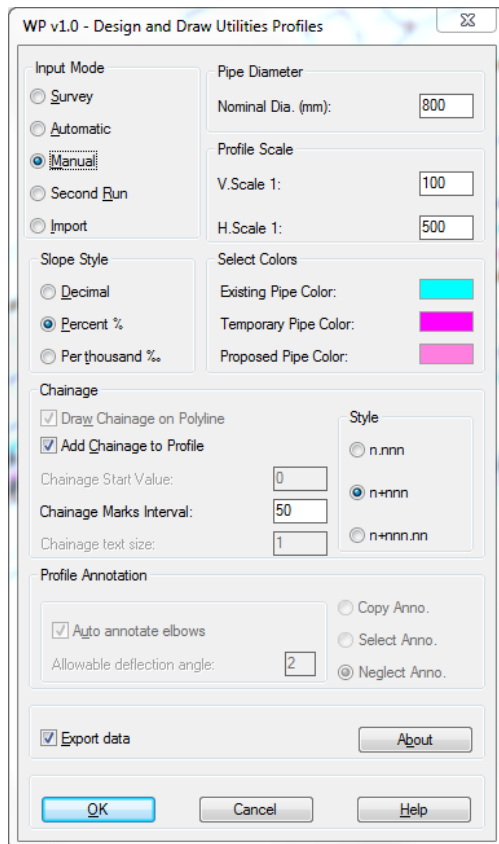 WP v1.0 - Design and Draw Utilities Profiles
Input Mode
Survey
Automatic
Manual
Second Run
Import
Pipe Diameter
Nominal Dia. (mm): 800
Profile Scale
V.Scale 1: 100
H.Scale 1: 500
Slope Style
Decimal
Percent %
Per thousand ‰
Select Colors
Existing Pipe Color:
Temporary Pipe Color:
Proposed Pipe Color:
Chainage
Draw Chainage on Polyline
Add Chainage to Profile
Chainage Start Value: 0
Chainage Marks Interval: 50
Chainage text size: 1
Style
n.nnn
n+nnn
n+nnn.nn
Profile Annotation
Auto annotate elbows
Allowable deflection angle: 2
Copy Anno.
Select Anno.
Neglect Anno.
Export data
About
OK
Cancel
Help